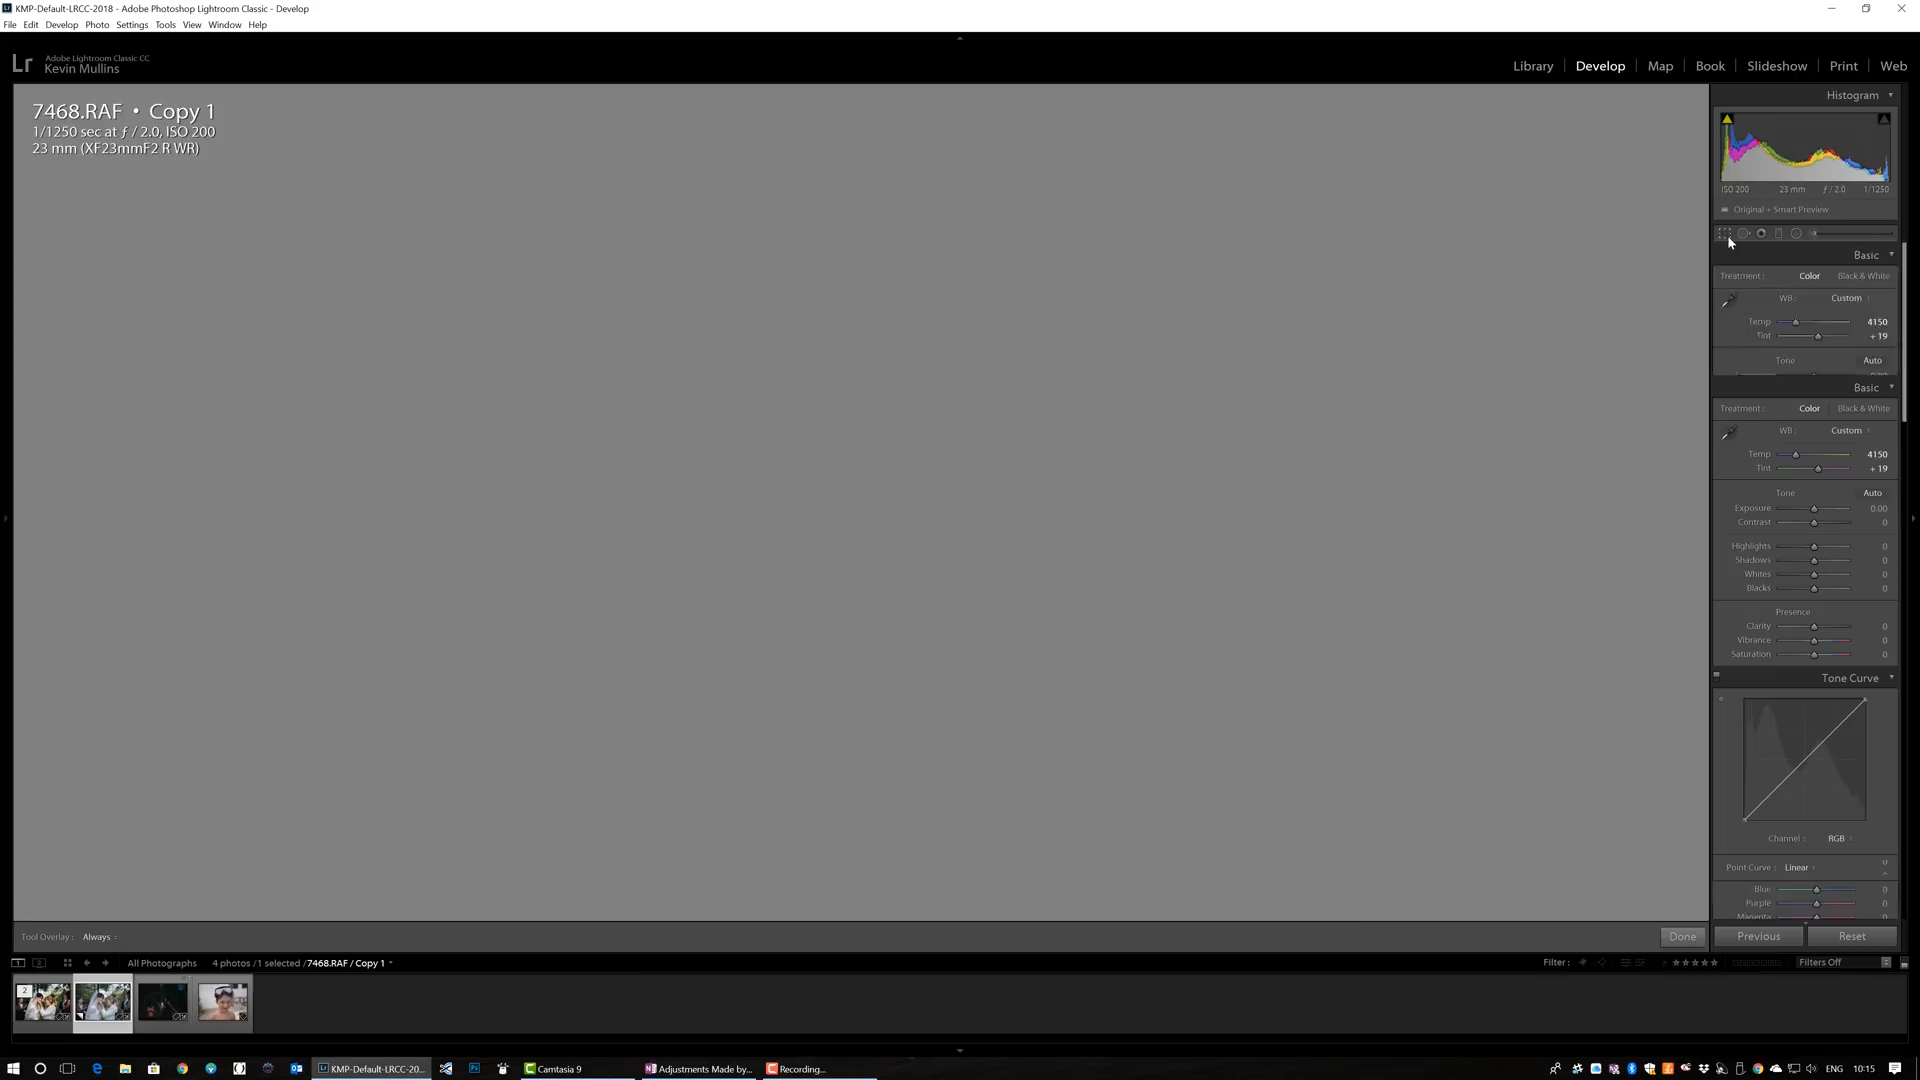 KMP-Default-LRCC-2018 - Adobe Photoshop Lightroom Classic - Develop
File Edit Develop Photo Settings Tools View Window Help
Lr Adobe Lightroom Classic CC
Kevin Mullins
Library Develop Map Book Slideshow Print Web
7468.RAF • Copy 1
1/1250 sec at ƒ / 2.0, ISO 200
23 mm (XF23mmF2 R WR)
Histogram
ISO 200 23 mm ƒ / 2.0 1/1250
Original + Smart Preview
Basic
Treatment : Color Black & White
WB : Custom
Temp 4150
Tint + 19
Tone Auto
Basic
Treatment : Color Black & White
WB : Custom
Temp 4150
Tint + 19
Tone Auto
Exposure 0.00
Contrast 0
Highlights 0
Shadows 0
Whites 0
Blacks 0
Presence
Clarity 0
Vibrance 0
Saturation 0
Tone Curve
Channel : RGB
Point Curve : Linear
Blue 0
Purple 0
Magenta
Tool Overlay : Always
Done
Previous Reset
1 2 All Photographs 4 photos / 1 selected / 7468.RAF / Copy 1
Filter : Filters Off
2
KMP-Default-LRCC-20...
Camtasia 9
Adjustments Made by...
Recording...
ENG 10:15